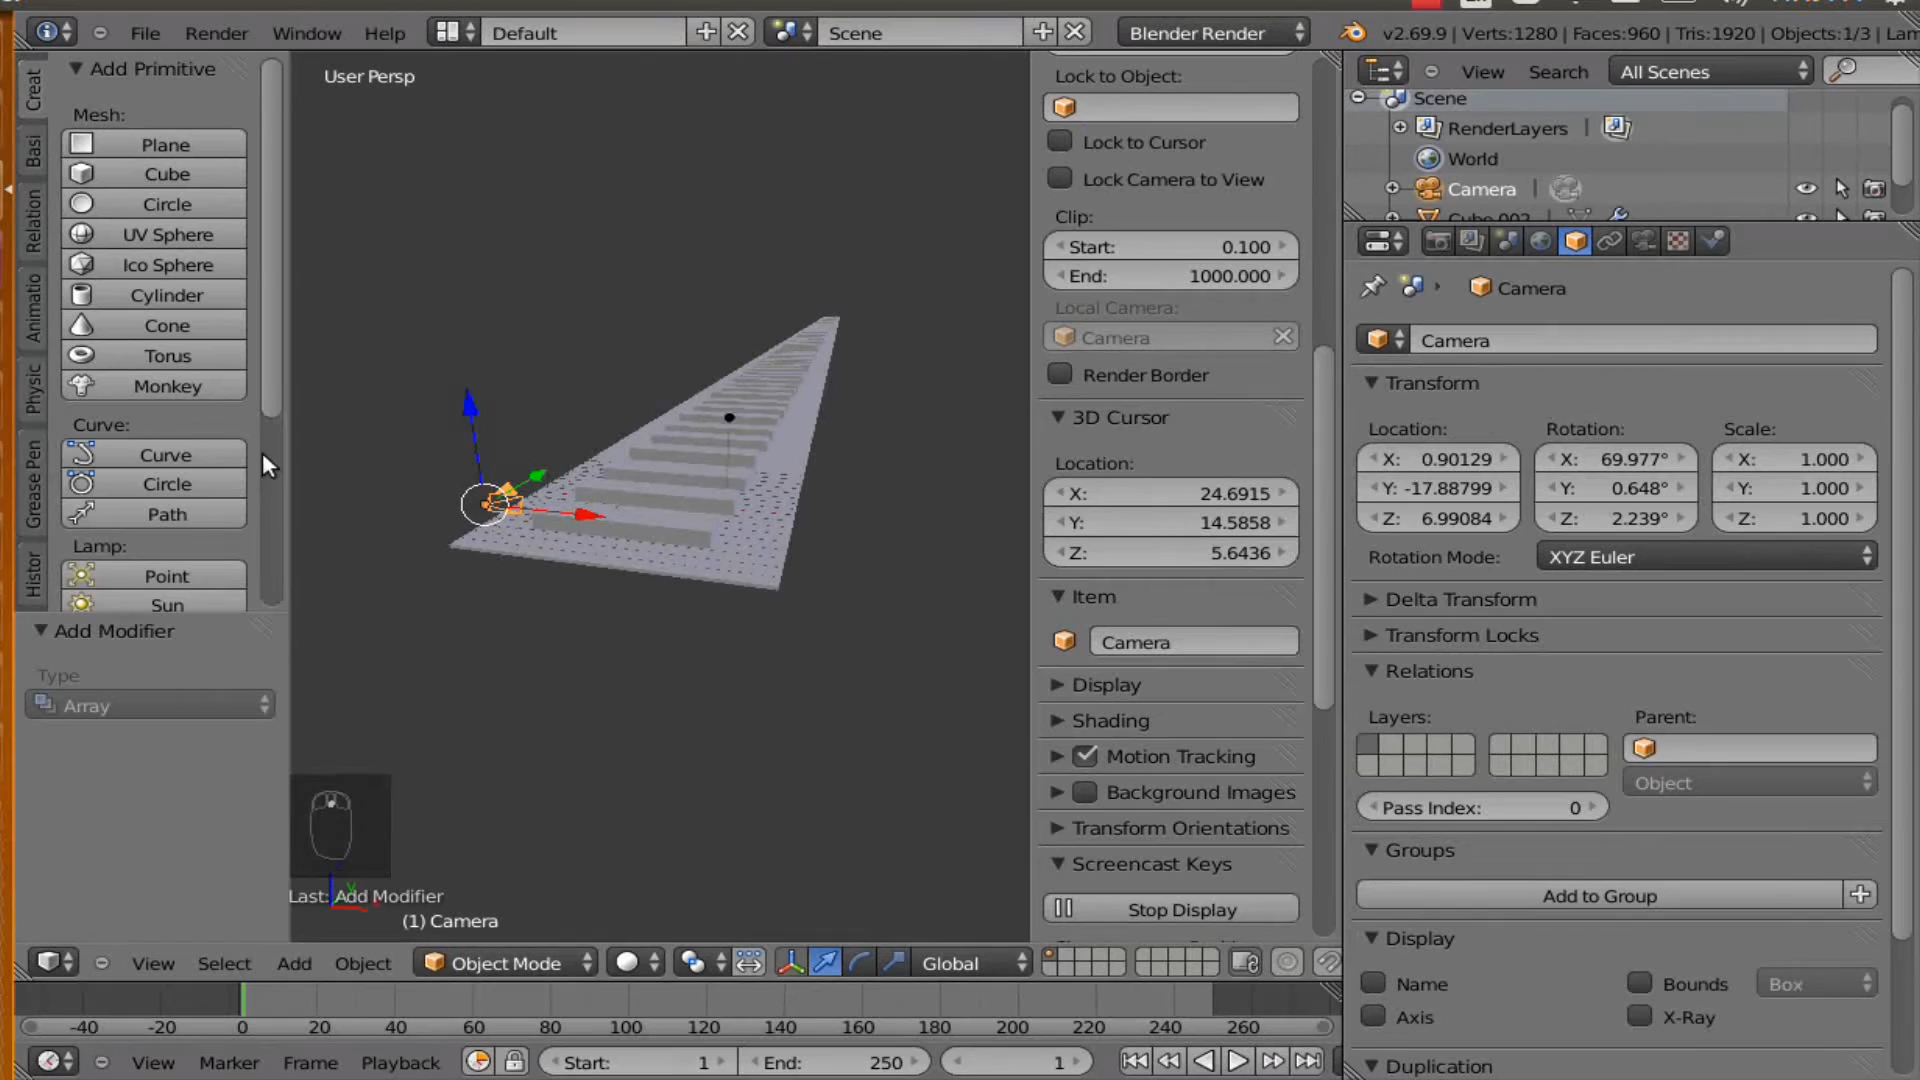 File Render Window Help Default Scene Blender Render v2.69.9 | Verts:1280 | Faces:960 | Tris:1920 | Objects:1/3 | Lam
Creat
Basi
Relation
Animatio
Physic
Grease Pen
Histor
Add Primitive
Mesh:
Plane
Cube
Circle
UV Sphere
Ico Sphere
Cylinder
Cone
Torus
Monkey
Curve:
Curve
Circle
Path
Lamp:
Point
Sun
Add Modifier
Type
Array
User Persp
Last: Add Modifier
(1) Camera
Lock to Object:
Lock to Cursor
Lock Camera to View
Clip:
Start: 0.100
End: 1000.000
Local Camera:
Camera
Render Border
3D Cursor
Location:
X: 24.6915
Y: 14.5858
Z: 5.6436
Item
Camera
Display
Shading
Motion Tracking
Background Images
Transform Orientations
Screencast Keys
Stop Display
View Search All Scenes
Scene
RenderLayers
World
Camera
Cube.002
Camera
Camera
Transform
Location: Rotation: Scale:
X: 0.90129 X: 69.977° X: 1.000
Y: -17.88799 Y: 0.648° Y: 1.000
Z: 6.99084 Z: 2.239° Z: 1.000
Rotation Mode: XYZ Euler
Delta Transform
Transform Locks
Relations
Layers: Parent:
Object
Pass Index: 0
Groups
Add to Group
Display
Name Bounds Box
Axis X-Ray
Duplication
View Select Add Object Object Mode Global
-40 -20 0 20 40 60 80 100 120 140 160 180 200 220 240 260
View Marker Frame Playback Start: 1 End: 250 1